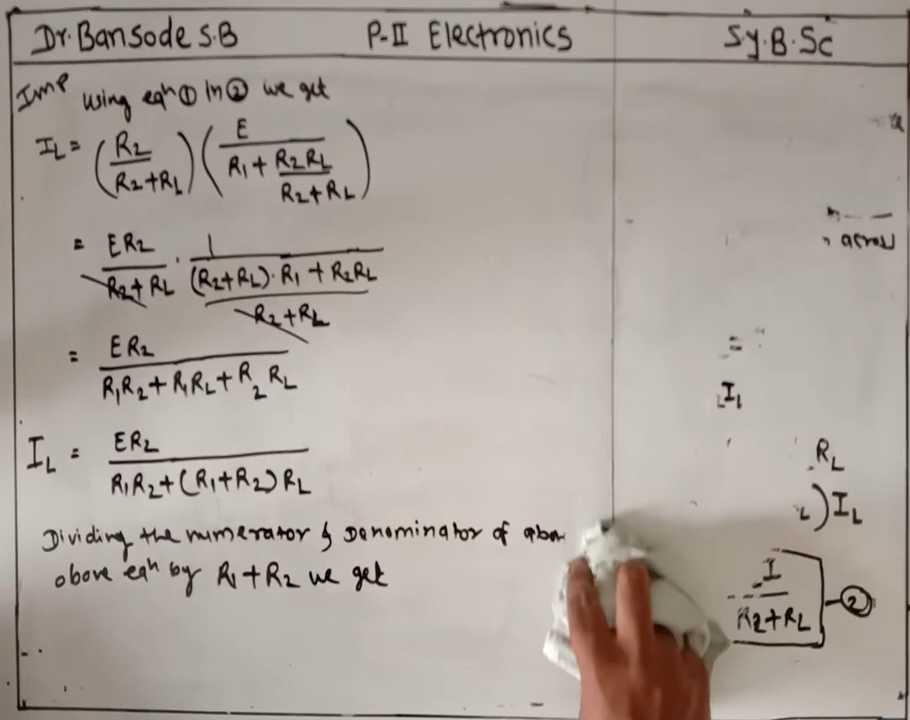 Dr. Bansode S.B P-II Electronics Sy.B.Sc
Imp Using eqn ① in ② we get
I_L = (R2 / (R2+RL)) (E / (R1 + (R2RL / (R2+RL))))
= ER2 / (R2+RL) . 1 / (((R2+RL).R1 + R2RL) / (R2+RL))
= ER2 / (R1R2+R1RL+R2RL)
I_L = ER2 / (R1R2+(R1+R2)RL)
Dividing the numerator & Denominator of abov
above eqn by R1+R2 we get
across
=
IL
RL
)IL
I / (R2+RL) - ②